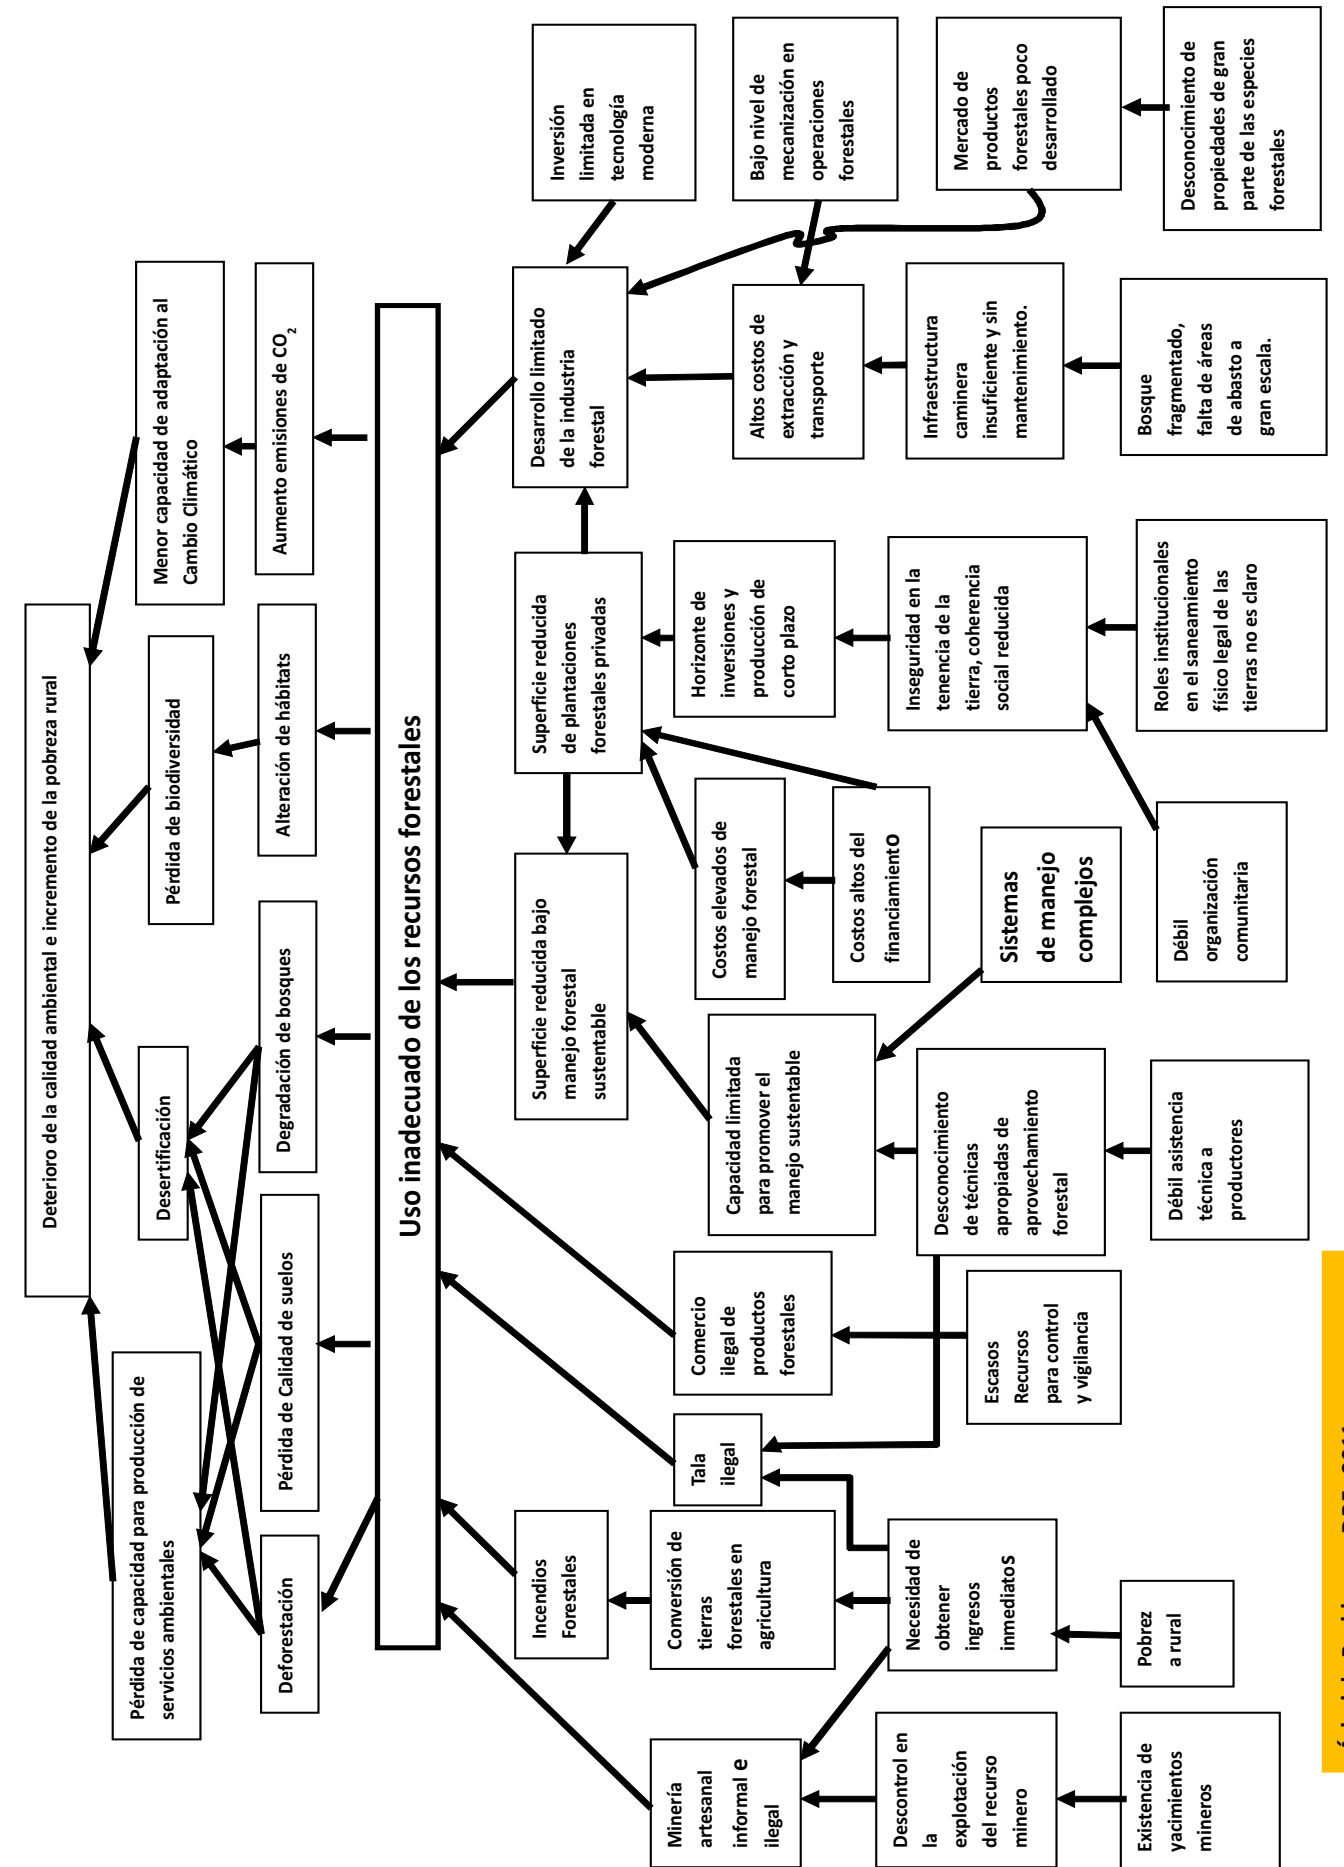 Deterioro de la calidad ambiental e incremento de la pobreza rural
Pérdida de capacidad para producción de
servicios ambientales
Desertificación
Pérdida de biodiversidad
Menor capacidad de adaptación al
Cambio Climático
Deforestación
Pérdida de Calidad de suelos
Degradación de bosques
Alteración de hábitats
Aumento emisiones de CO2
Uso inadecuado de los recursos forestales
Incendios
Forestales
Superficie reducida bajo
manejo forestal
sustentable
Superficie reducida
de plantaciones
forestales privadas
Desarrollo limitado
de la industria
forestal
Inversión
limitada en
tecnología
moderna
Minería
artesanal
informal e
ilegal
Conversión de
tierras
forestales en
agricultura
Tala
ilegal
Comercio
ilegal de
productos
forestales
Capacidad limitada
para promover el
manejo sustentable
Costos elevados de
manejo forestal
Horizonte de
inversiones y
producción de
corto plazo
Altos costos de
extracción y
transporte
Bajo nivel de
mecanización en
operaciones
forestales
Descontrol en
la
explotación
del recurso
minero
Necesidad de
obtener
ingresos
inmediatos
Escasos
Recursos
para control
y vigilancia
Desconocimiento
de técnicas
apropiadas de
aprovechamiento
forestal
Costos altos del
financiamiento
Sistemas
de manejo
complejos
Inseguridad en la
tenencia de la
tierra, coherencia
social reducida
Infraestructura
caminera
insuficiente y sin
mantenimiento.
Mercado de
productos
forestales poco
desarrollado
Existencia de
yacimientos
mineros
Pobrez
a rural
Débil asistencia
técnica a
productores
Débil
organización
comunitaria
Roles institucionales
en el saneamiento
físico legal de las
tierras no es claro
Bosque
fragmentado,
falta de áreas
de abasto a
gran escala.
Desconocimiento de
propiedades de gran
parte de las especies
forestales